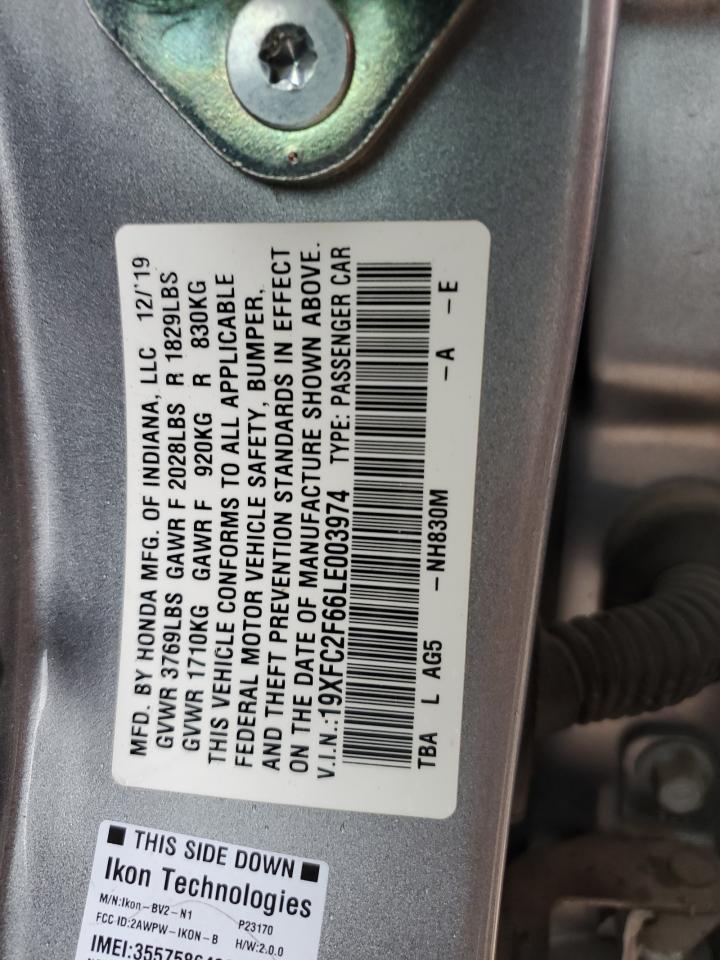 MFD. BY HONDA MFG. OF INDIANA, LLC 12/'19
GVWR 3769LBS GAWR F 2028LBS R 1829LBS
GVWR 1710KG GAWR F 920KG R 830KG
THIS VEHICLE CONFORMS TO ALL APPLICABLE
FEDERAL MOTOR VEHICLE SAFETY, BUMPER,
AND THEFT PREVENTION STANDARDS IN EFFECT
ON THE DATE OF MANUFACTURE SHOWN ABOVE.
V.I.N.:19XFC2F66LE003974 TYPE: PASSENGER CAR
TBA L AG5 -NH830M -A -E
■ THIS SIDE DOWN ■
Ikon Technologies
M/N:Ikon-BV2-N1 P23170
FCC-ID:2AWPW-IKON-B H/W:2.0.0